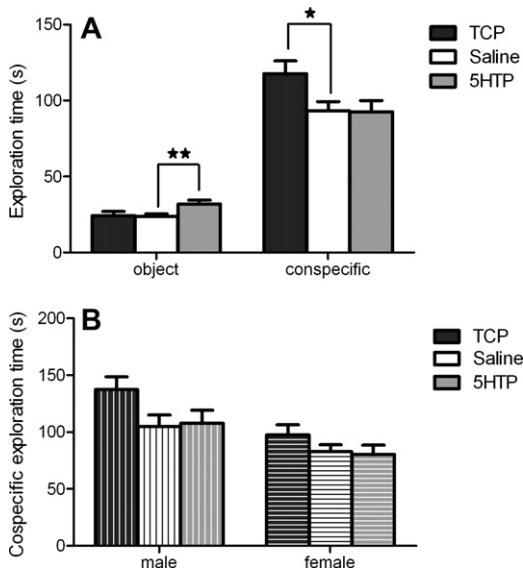 A
Exploration time (s)
150
100
50
0
**
*
object
conspecific
TCP
Saline
5HTP
B
Cospecific exploration time (s)
200
150
100
50
0
male
female
TCP
Saline
5HTP